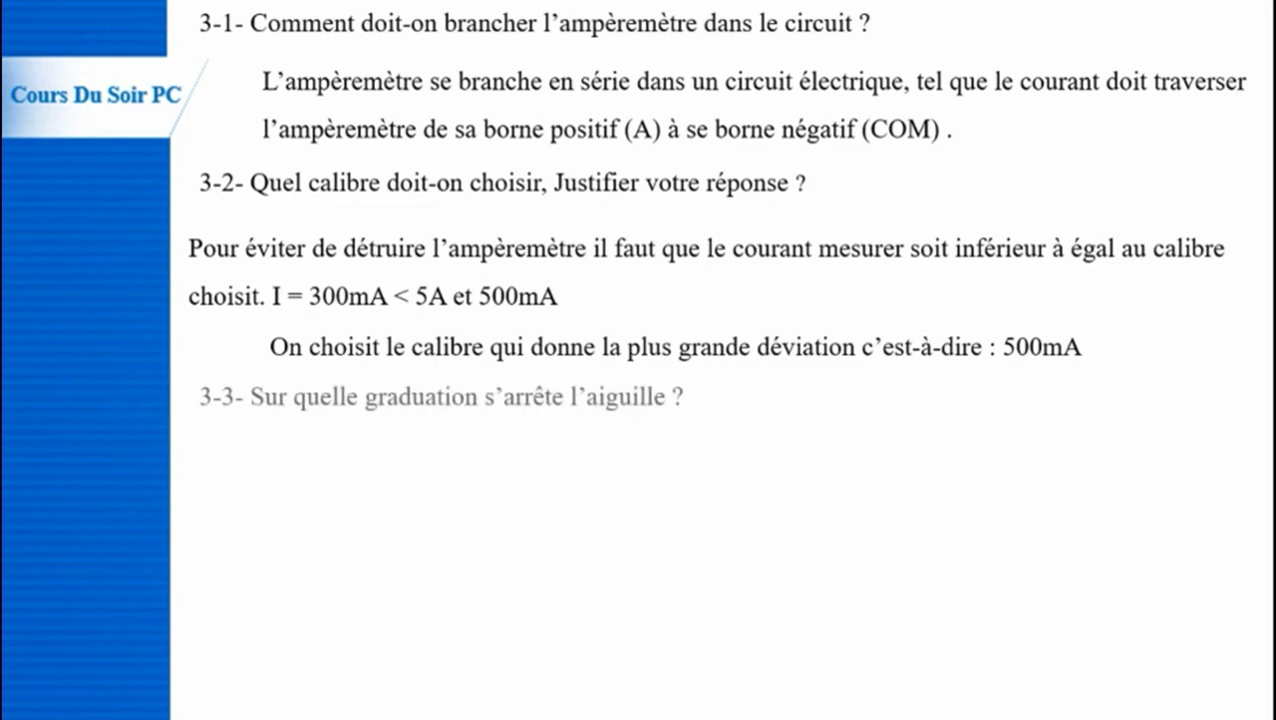 3-1- Comment doit-on brancher l’ampèremètre dans le circuit ?
Cours Du Soir PC
L’ampèremètre se branche en série dans un circuit électrique, tel que le courant doit traverser
l’ampèremètre de sa borne positif (A) à se borne négatif (COM) .
3-2- Quel calibre doit-on choisir, Justifier votre réponse ?
Pour éviter de détruire l’ampèremètre il faut que le courant mesurer soit inférieur à égal au calibre
choisit. I = 300mA < 5A et 500mA
On choisit le calibre qui donne la plus grande déviation c’est-à-dire : 500mA
3-3- Sur quelle graduation s’arrête l’aiguille ?